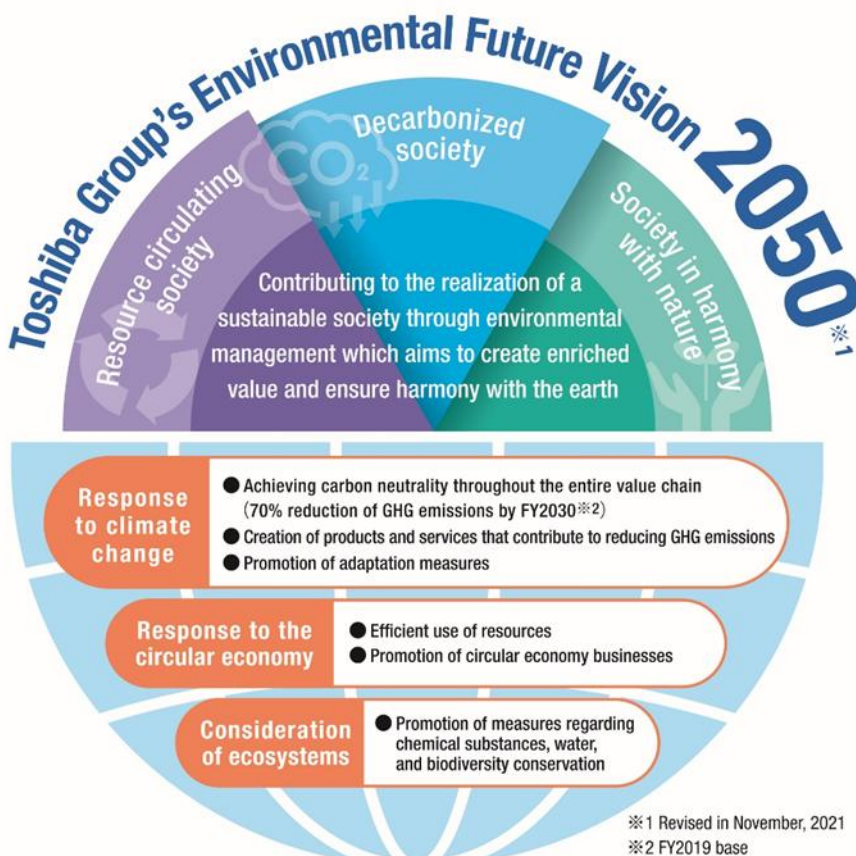 Toshiba Group's Environmental Future Vision 2050※1
Resource circulating
society
CO2
Decarbonized
society
Society in harmony
with nature
Contributing to the realization of a
sustainable society through environmental
management which aims to create enriched
value and ensure harmony with the earth
Response
to climate
change
● Achieving carbon neutrality throughout the entire value chain
(70% reduction of GHG emissions by FY2030※2)
● Creation of products and services that contribute to reducing GHG emissions
● Promotion of adaptation measures
Response to the
circular economy
● Efficient use of resources
● Promotion of circular economy businesses
Consideration
of ecosystems
● Promotion of measures regarding
chemical substances, water,
and biodiversity conservation
※1 Revised in November, 2021
※2 FY2019 base